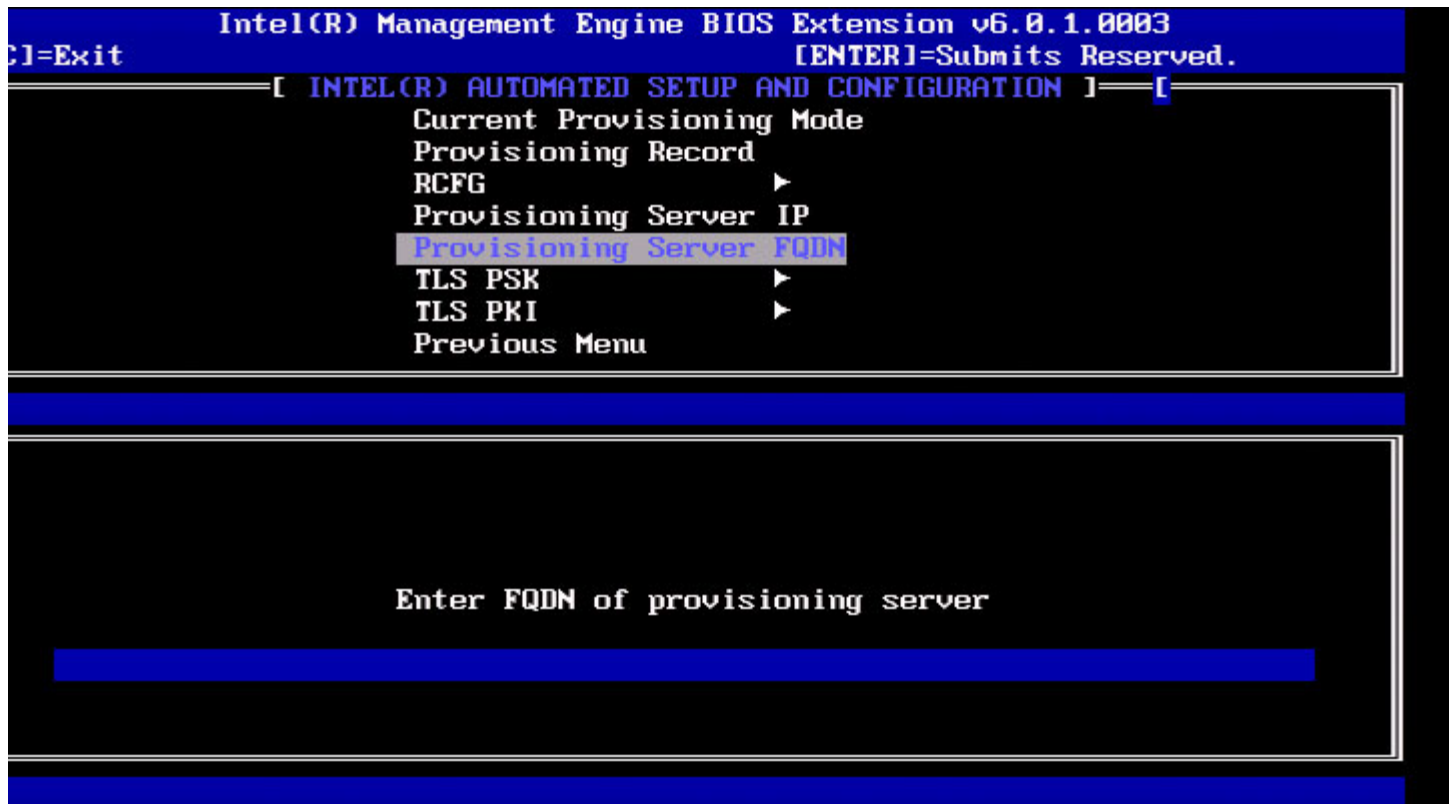 Intel(R) Management Engine BIOS Extension v6.0.1.0003
C]=Exit [ENTER]=Submits Reserved.
[ INTEL(R) AUTOMATED SETUP AND CONFIGURATION ] [
Current Provisioning Mode
Provisioning Record
RCFG
Provisioning Server IP
Provisioning Server FQDN
TLS PSK
TLS PKI
Previous Menu
Enter FQDN of provisioning server